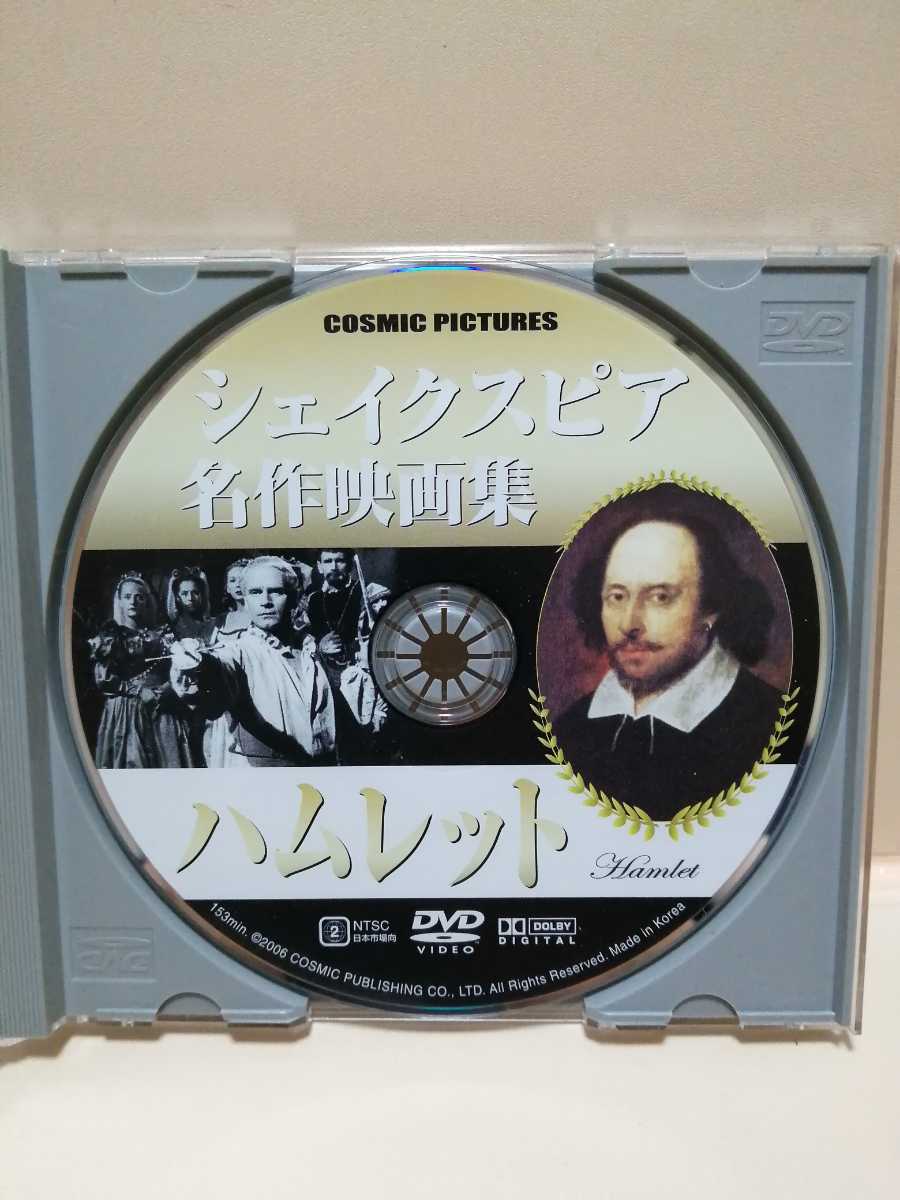 COSMIC PICTURES
シェイクスピア
名作映画集
ハムレット
Hamlet
2
NTSC
日本市場向
DVD
VIDEO
DOLBY
DIGITAL
153min. ©2006 COSMIC PUBLISHING CO., LTD. All Rights Reserved. Made in Korea
DVD
CMC